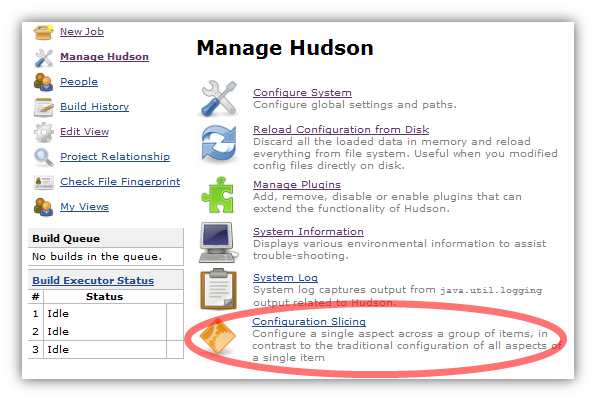 New Job
Manage Hudson
People
Build History
Edit View
Project Relationship
Check File Fingerprint
My Views
Build Queue
No builds in the queue.
Build Executor Status
# Status
1 Idle
2 Idle
3 Idle
Manage Hudson
Configure System
Configure global settings and paths.
Reload Configuration from Disk
Discard all the loaded data in memory and reload
everything from file system. Useful when you modified
config files directly on disk.
Manage Plugins
Add, remove, disable or enable plugins that can
extend the functionality of Hudson.
System Information
Displays various environmental information to assist
trouble-shooting.
System Log
System log captures output from java.util.logging
output related to Hudson.
Configuration Slicing
Configure a single aspect across a group of items, in
contrast to the traditional configuration of all aspects of
a single item